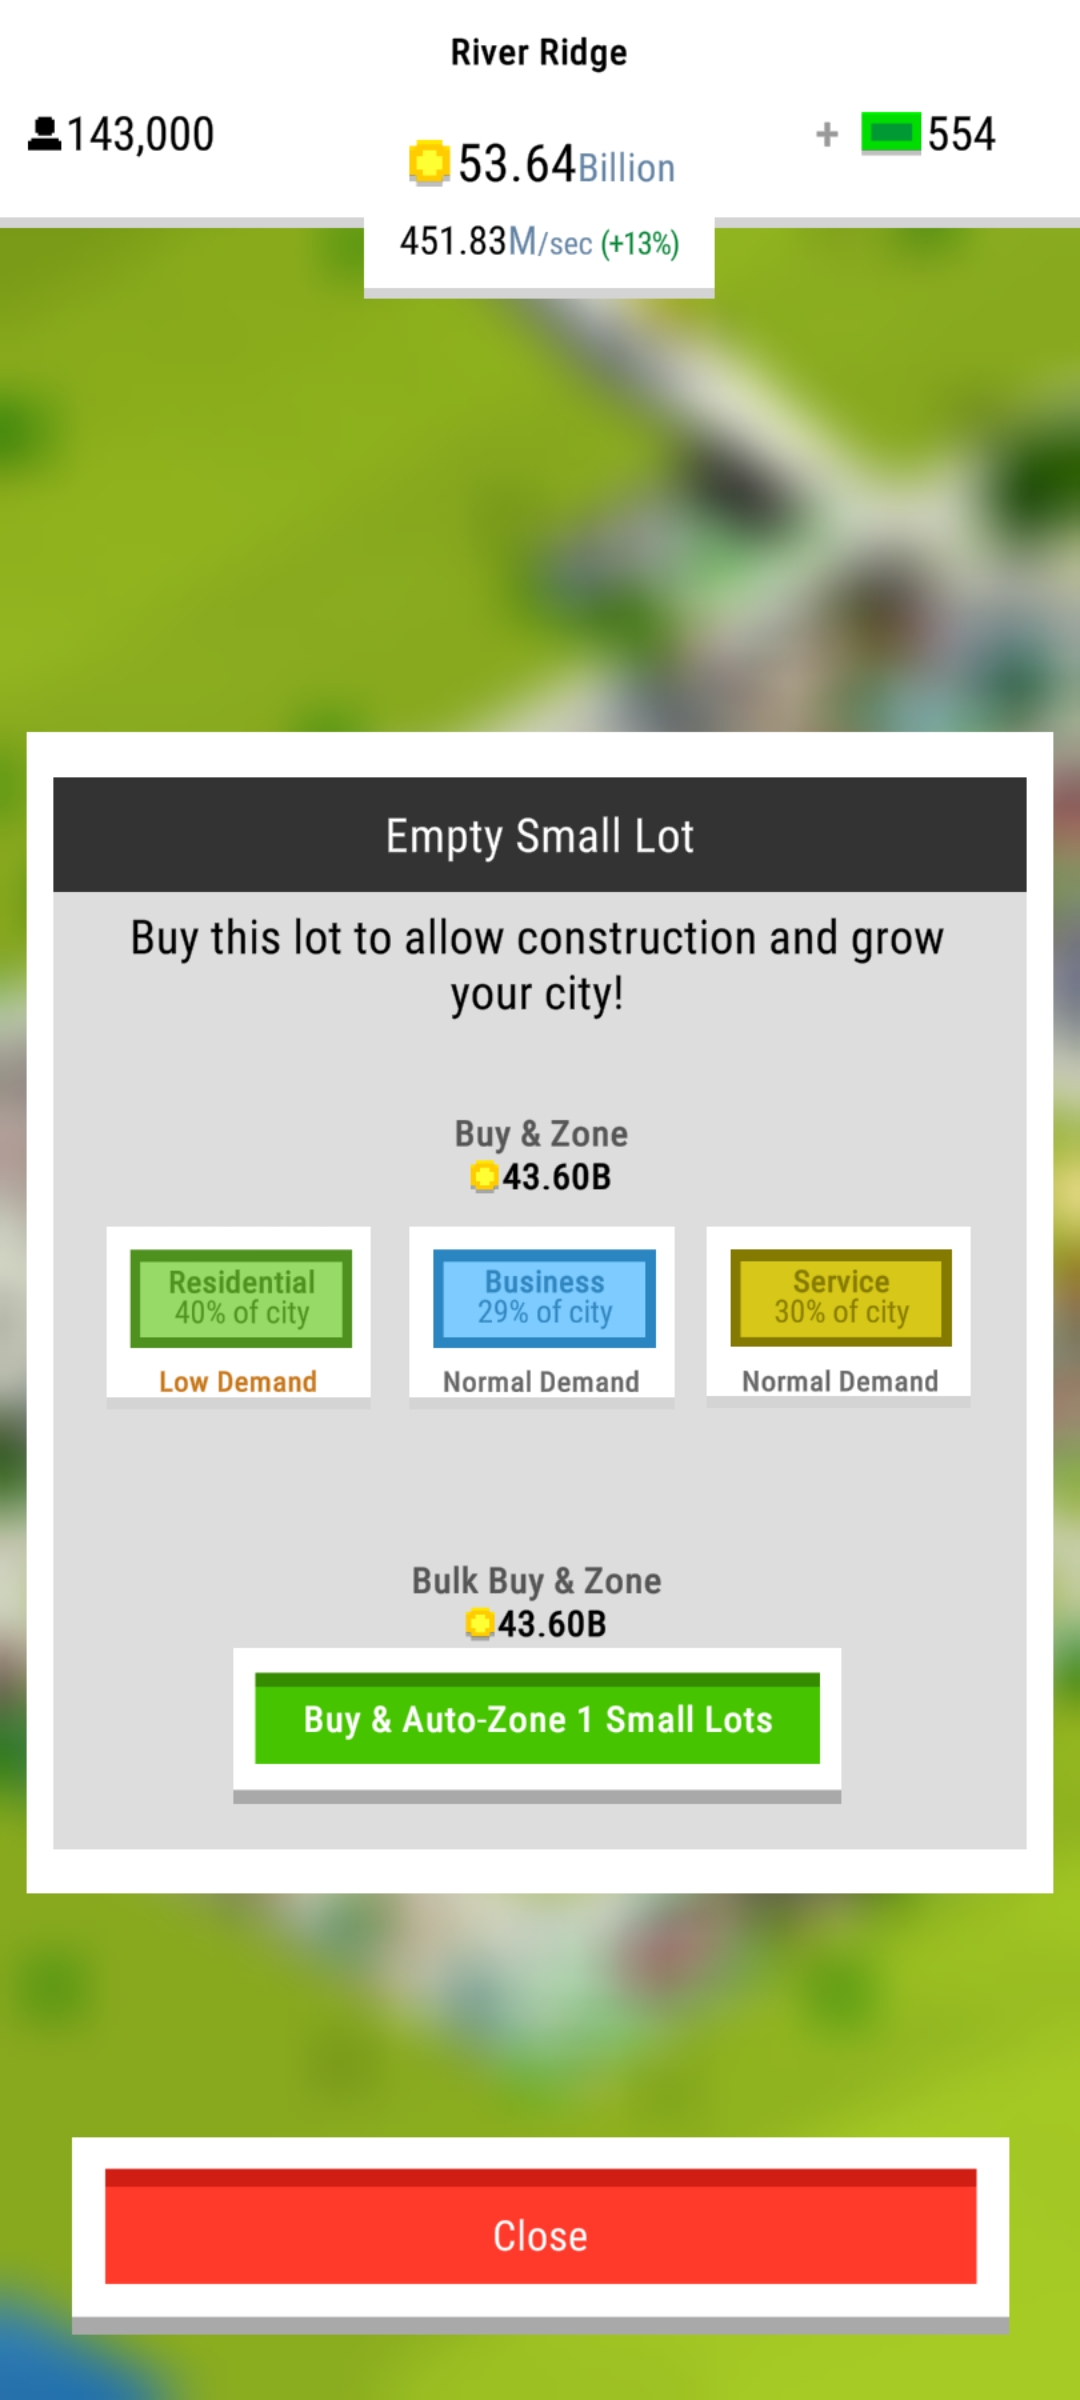 River Ridge
143,000
53.64Billion
+ 554
451.83M/sec (+13%)
Empty Small Lot
Buy this lot to allow construction and grow
your city!
Buy & Zone
43.60B
Residential
40% of city
Low Demand
Business
29% of city
Normal Demand
Service
30% of city
Normal Demand
Bulk Buy & Zone
43.60B
Buy & Auto-Zone 1 Small Lots
Close